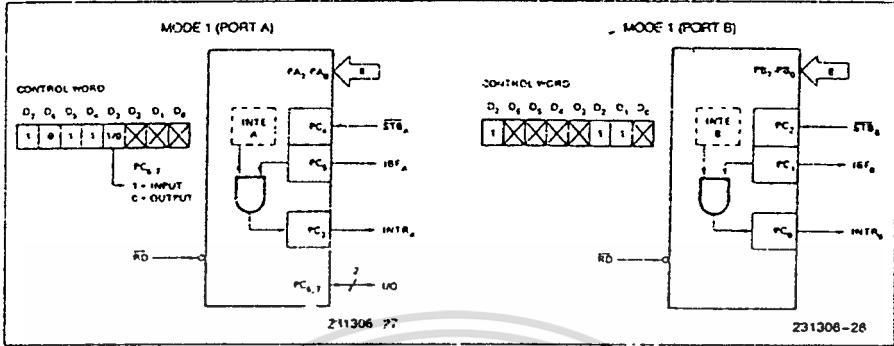 MODE 1 (PORT A)
PA7-PA0
8
CONTROL WORD
D7 D6 D5 D4 D3 D2 D1 D0
1 0 1 1 1/0
PC6,7
1 = INPUT
0 = OUTPUT
INTE
A
PC4
STBA
PC5
IBFA
PC3
INTRA
RD
PC6,7
2
I/O
231306-27
MODE 1 (PORT B)
PB7-PB0
8
CONTROL WORD
D7 D6 D5 D4 D3 D2 D1 D0
1 1 1
INTE
B
PC2
STBB
PC1
IBFB
PC0
INTRB
RD
231306-28